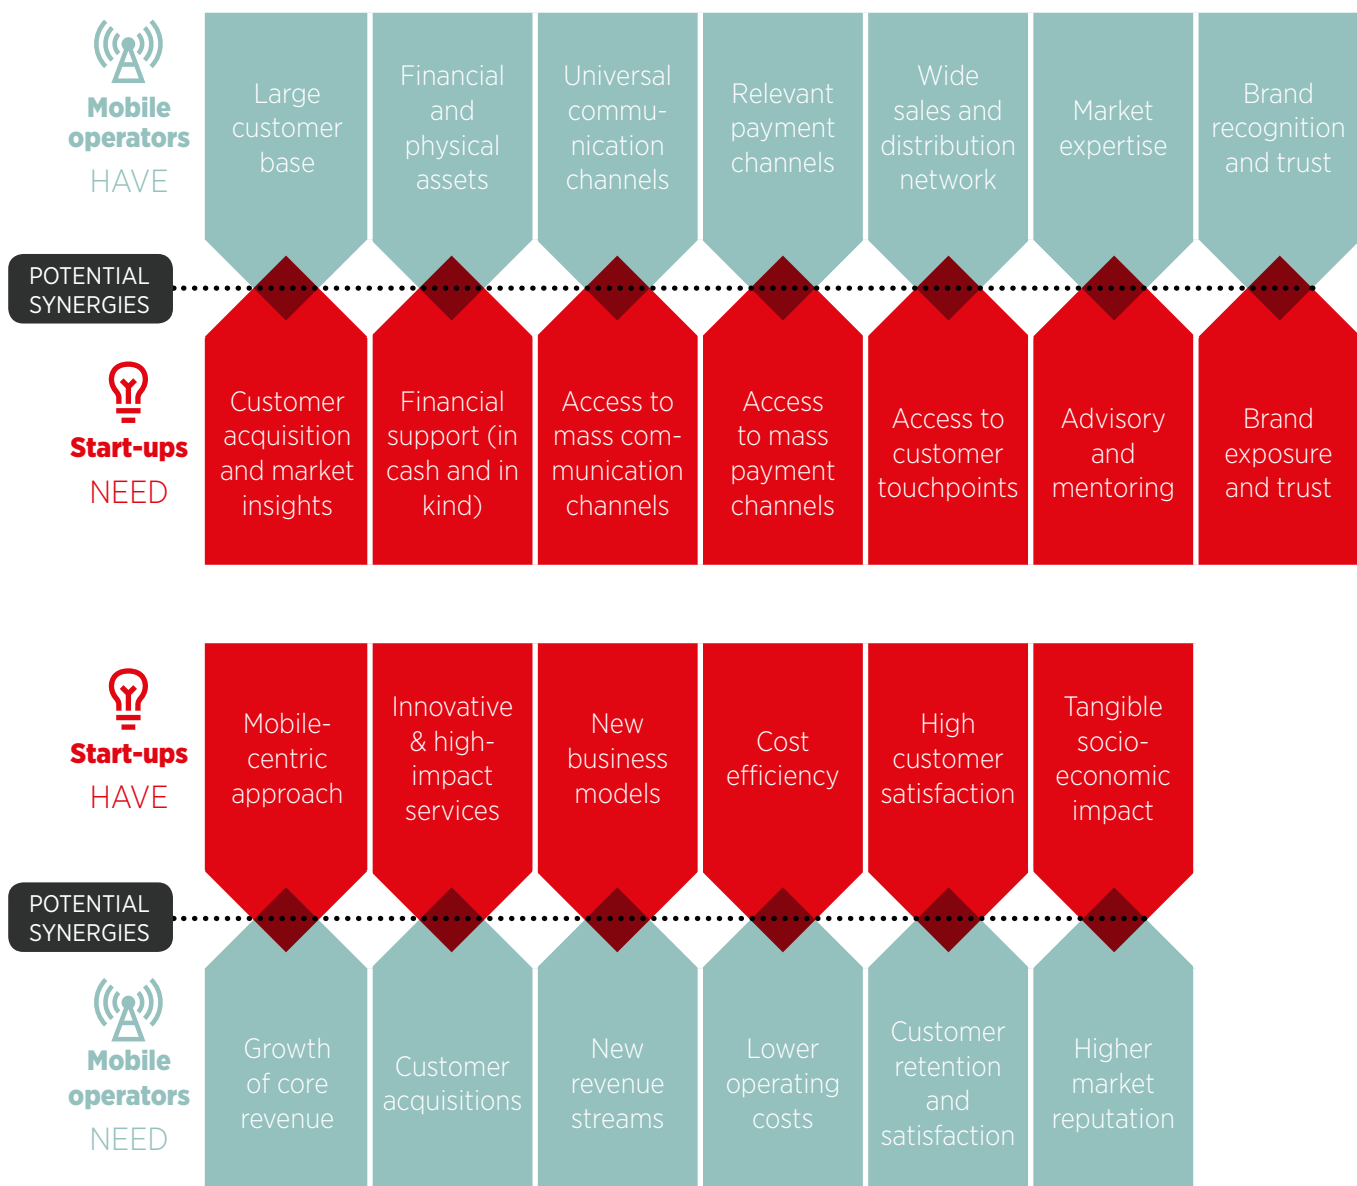 Mobile
operators
HAVE
Large
customer
base
Financial
and
physical
assets
Universal
commu-
nication
channels
Relevant
payment
channels
Wide
sales and
distribution
network
Market
expertise
Brand
recognition
and trust
POTENTIAL
SYNERGIES
Start-ups
NEED
Customer
acquisition
and market
insights
Financial
support (in
cash and in
kind)
Access to
mass com-
munication
channels
Access
to mass
payment
channels
Access to
customer
touchpoints
Advisory
and
mentoring
Brand
exposure
and trust
Start-ups
HAVE
Mobile-
centric
approach
Innovative
& high-
impact
services
New
business
models
Cost
efficiency
High
customer
satisfaction
Tangible
socio-
economic
impact
POTENTIAL
SYNERGIES
Mobile
operators
NEED
Growth
of core
revenue
Customer
acquisitions
New
revenue
streams
Lower
operating
costs
Customer
retention
and
satisfaction
Higher
market
reputation